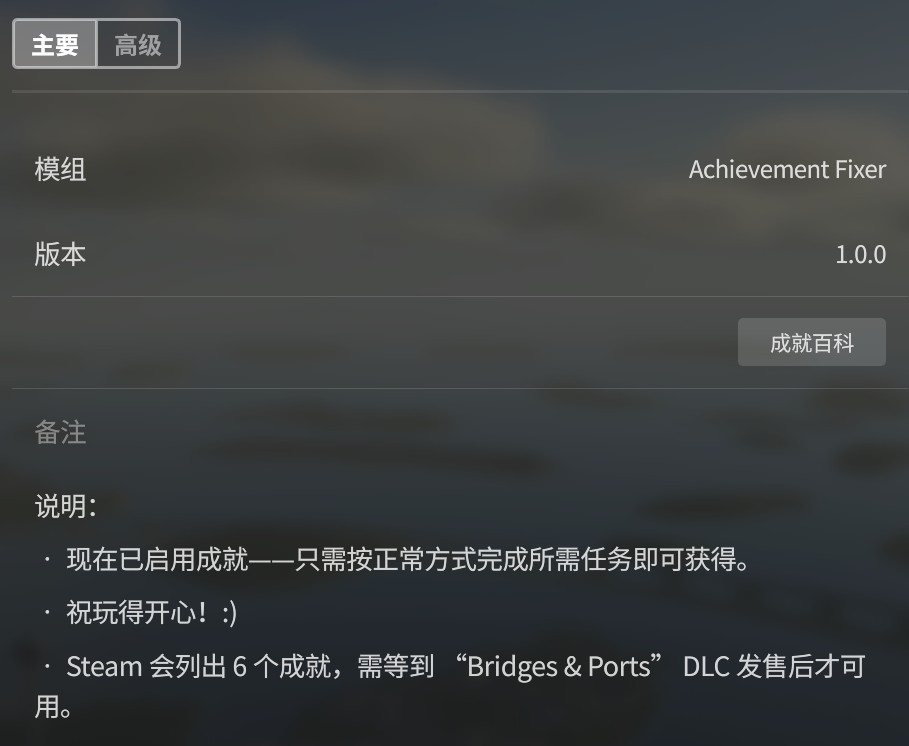 主要 高级
模组 Achievement Fixer
版本 1.0.0
成就百科
备注
说明：
· 现在已启用成就——只需按正常方式完成所需任务即可获得。
· 祝玩得开心！:)
· Steam 会列出 6 个成就，需等到 “Bridges & Ports” DLC 发售后才可
用。